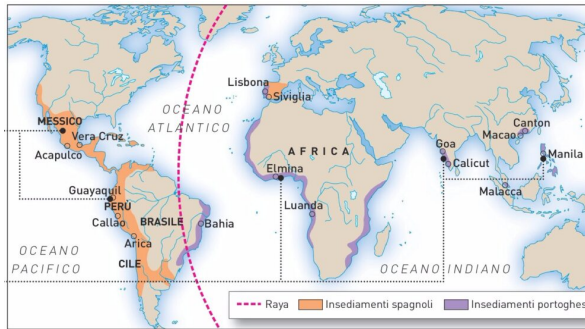 Lisbona
Siviglia
OCEANO
ATLANTICO
MESSICO
Vera Cruz
Acapulco
AFRICA
Canton
Macao
Goa
Manila
Calicut
Elmina
Malacca
Guayaquil
PERÙ
BRASILE
Bahia
Luanda
Callao
Arica
OCEANO
PACIFICO
CILE
OCEANO INDIANO
Raya
Insediamenti spagnoli
Insediamenti portoghes